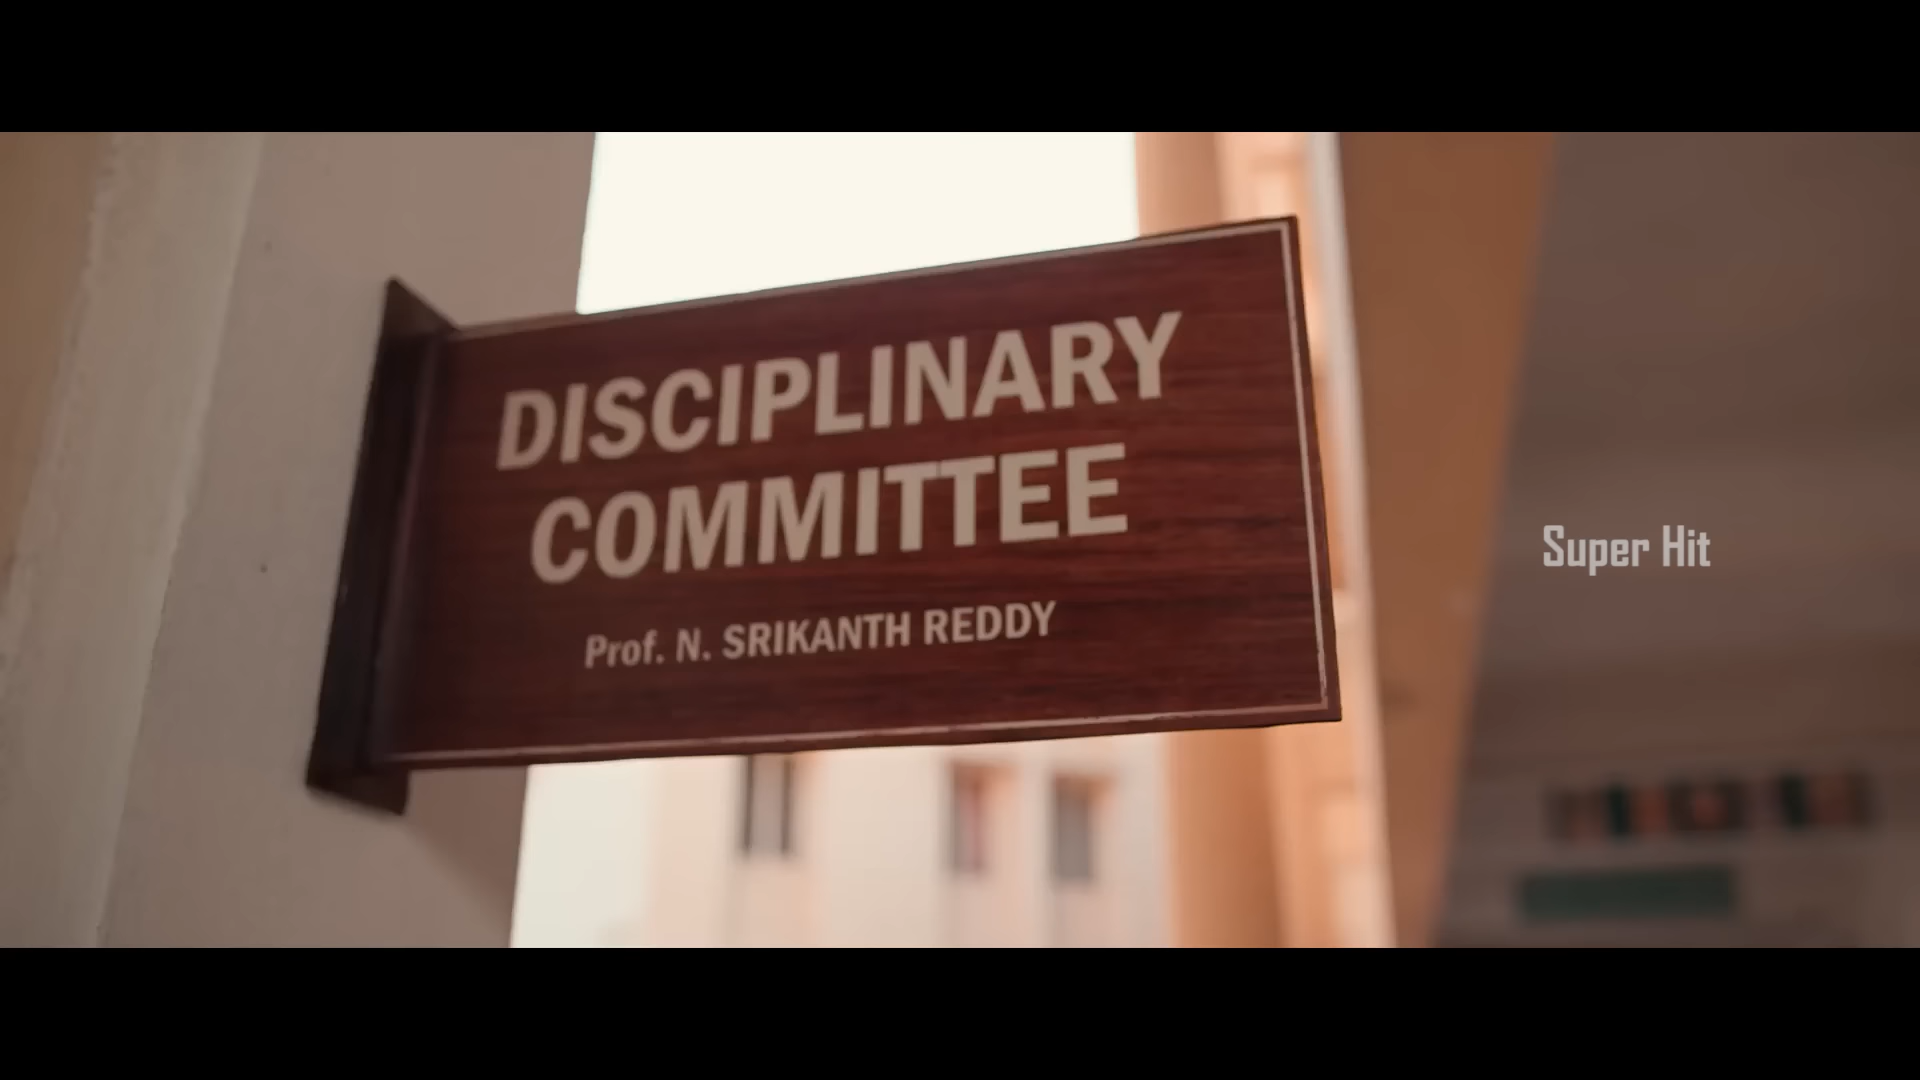 DISCIPLINARY
COMMITTEE
Prof. N. SRIKANTH REDDY
Super Hit